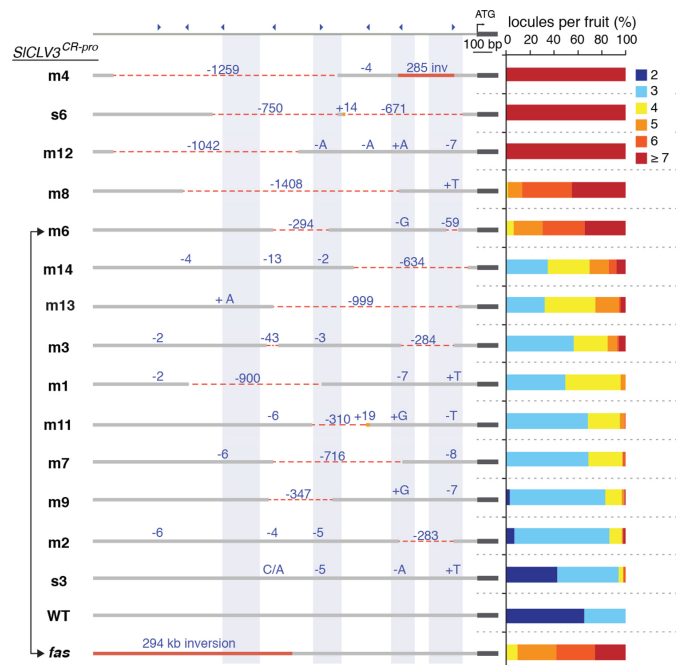 ATG
locules per fruit (%)
SlCLV3CR-pro
100 bp
0 20 40 60 80 100
m4 -1259 -4 285 inv
2
3
4
5
6
≥ 7
s6 -750 +14 -671
m12 -1042 -A -A +A -7
m8 -1408 +T
m6 -294 -G -59
m14 -4 -13 -2 -634
m13 + A -999
m3 -2 -43 -3 -284
m1 -2 -900 -7 +T
m11 -6 -310 +19 +G -T
m7 -6 -716 -8
m9 -347 +G -7
m2 -6 -4 -5 -283
s3 C/A -5 -A +T
WT
fas 294 kb inversion